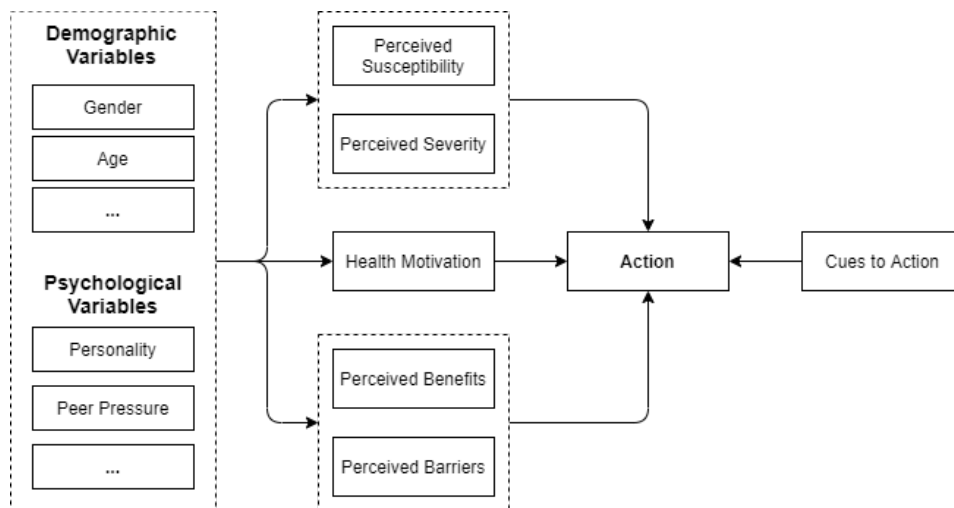 Demographic
Variables
Gender
Age
...
Psychological
Variables
Personality
Peer Pressure
...
Perceived
Susceptibility
Perceived Severity
Health Motivation
Perceived Benefits
Perceived Barriers
Action
Cues to Action